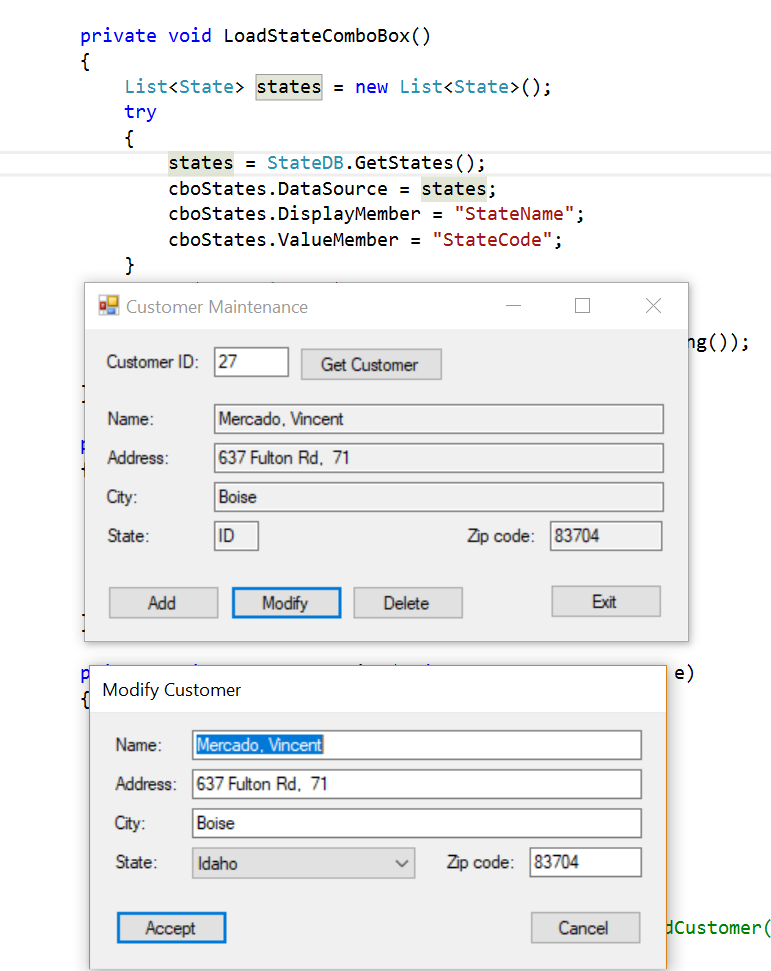 private void LoadStateComboBox()
{
List<State> states = new List<State>();
try
{
states = StateDB.GetStates();
cboStates.DataSource = states;
cboStates.DisplayMember = "StateName";
cboStates.ValueMember = "StateCode";
}
Customer Maintenance
ng());
Customer ID: 27 Get Customer
Name: Mercado, Vincent
Address: 637 Fulton Rd, 71
City: Boise
State: ID Zip code: 83704
Add Modify Delete Exit
e)
{
Modify Customer
Name: Mercado, Vincent
Address: 637 Fulton Rd, 71
City: Boise
State: Idaho Zip code: 83704
Accept Cancel
dCustomer(